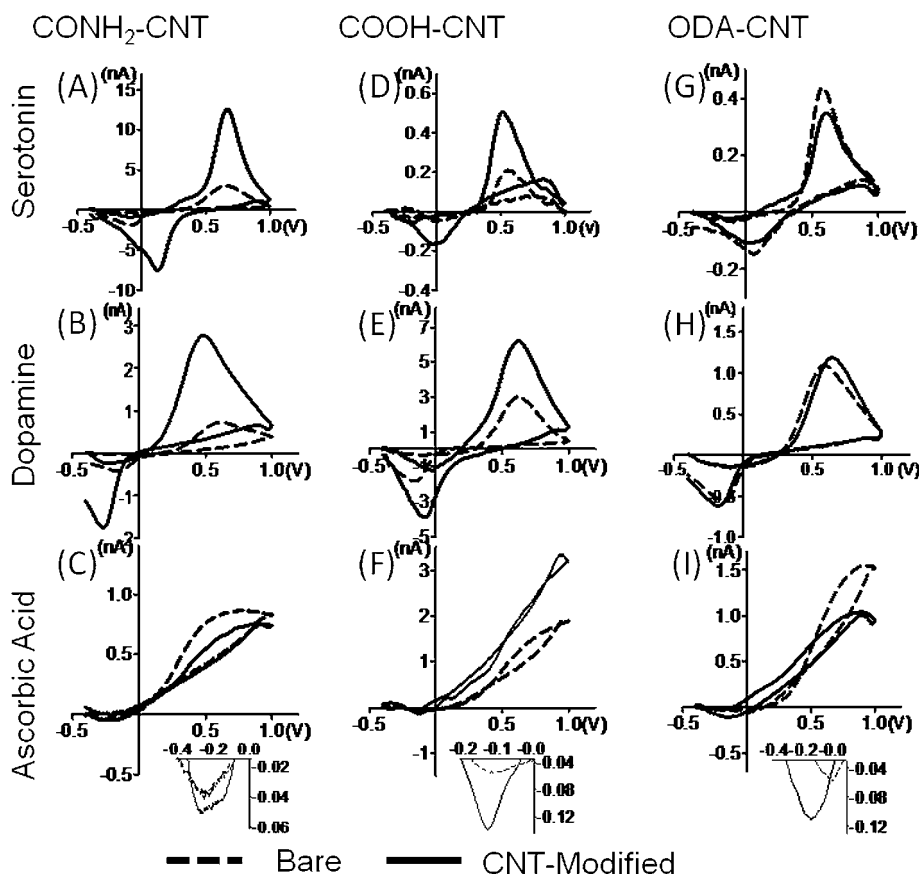 CONH₂-CNT COOH-CNT ODA-CNT
Serotonin
(A) (nA) 15 10 5 -0.5 0.5 1.0(V) -5 -10
(D) (nA) 0.6 0.4 0.2 -0.5 0.5 1.0(V) -0.2 -0.4
(G) (nA) 0.4 0.2 -0.5 0.5 1.0(V) -0.2
Dopamine
(B) (nA) 3 2 1 -0.5 0.5 1.0(V) -1 2
(E) (nA) 7 5 3 1 -0.5 0.5 1.0(V) -3 -5
(H) (nA) 1.5 1.0 0.5 -0.5 0.5 1.0(V) -0.5 -1.0
Ascorbic Acid
(C) (nA) 1.0 0.5 -0.5 0.5 1.0(V) -0.5
-0.4 -0.2 0.0 -0.02 -0.04 -0.06
(F) (nA) 3 2 1 -0.5 0.5 1.0(V) -1
-0.2 -0.1 -0.0 -0.04 -0.08 -0.12
(I) (nA) 1.5 1.0 0.5 -0.5 0.5 1.0(V) -0.5
-0.4 -0.2 -0.0 -0.04 -0.08 -0.12
Bare CNT-Modified